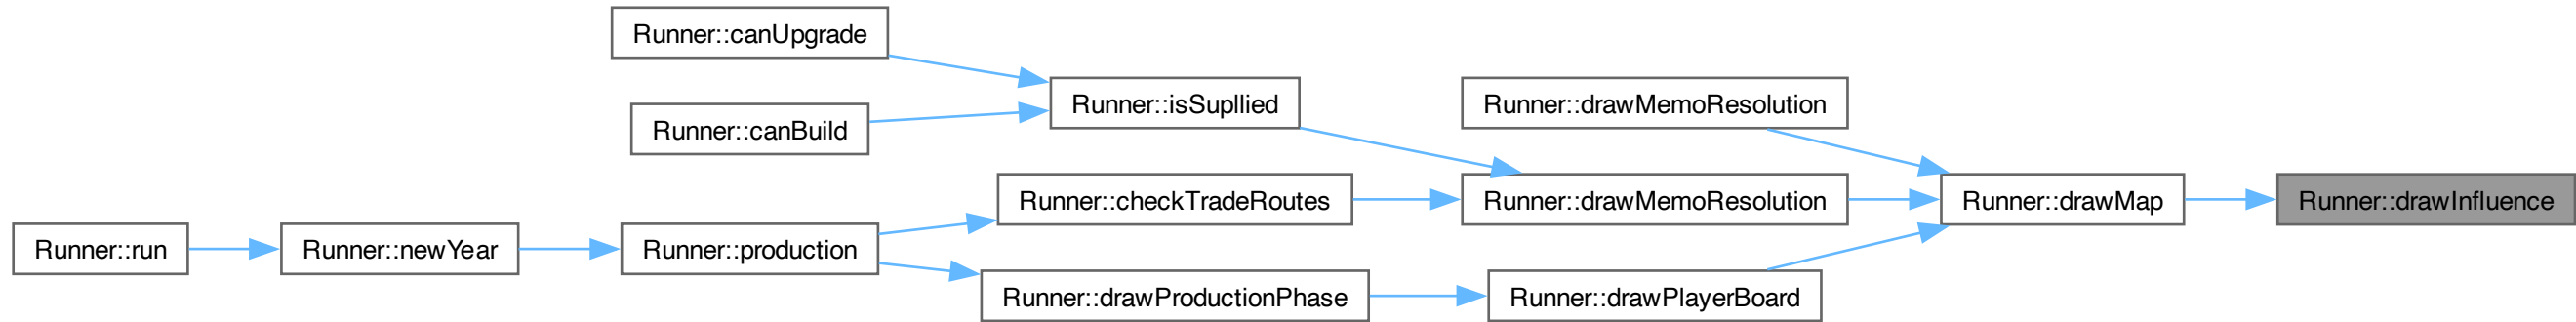 Runner::canUpgrade
Runner::isSupllied
Runner::drawMemoResolution
Runner::canBuild
Runner::checkTradeRoutes
Runner::drawMemoResolution
Runner::drawMap
Runner::drawInfluence
Runner::run
Runner::newYear
Runner::production
Runner::drawProductionPhase
Runner::drawPlayerBoard